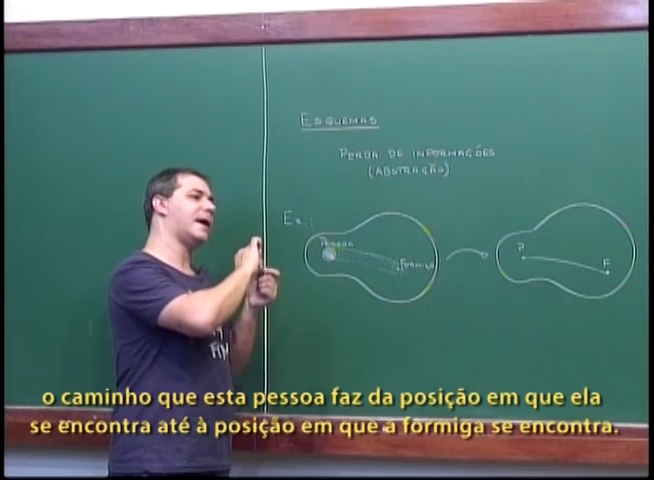 ESQUEMAS
PERDA DE INFORMAÇÕES
(ABSTRAÇÃO)
Ex.:
PESSOA
FORMIGA
P
F
o caminho que esta pessoa faz da posição em que ela
se encontra até à posição em que a formiga se encontra.